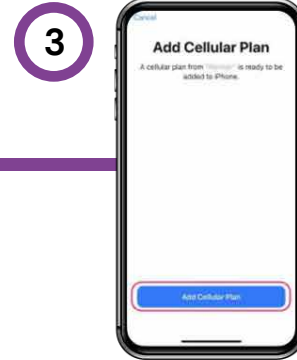 3
Cancel
Add Cellular Plan
A cellular plan from is ready to be
added to iPhone.
Add Cellular Plan